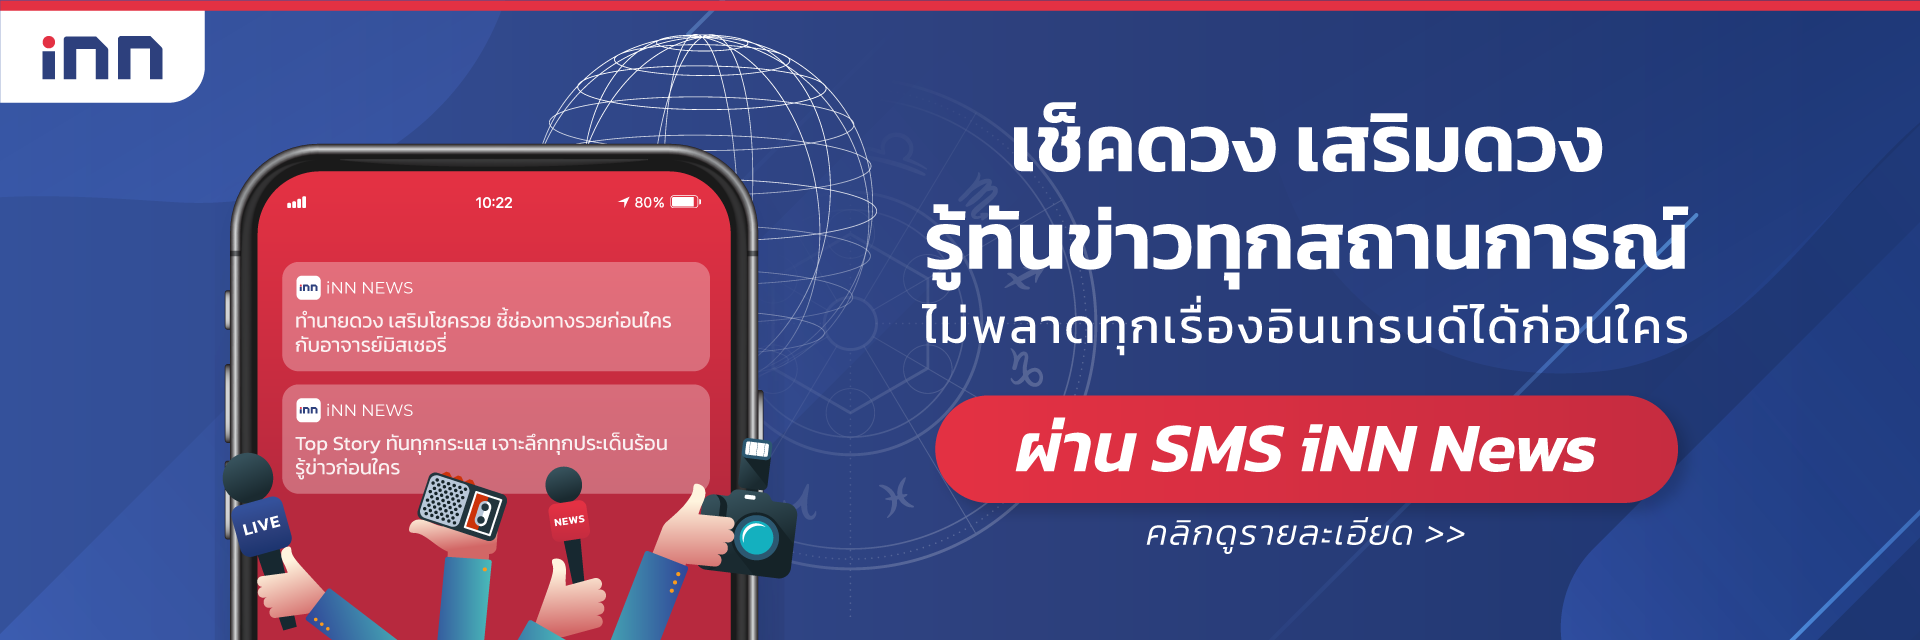 inn
10:22
80%
inn iNN NEWS
ทำนายดวง เสริมโชครวย ชี้ช่องทางรวยก่อนใคร
กับอาจารย์มิสเชอรี่
inn iNN NEWS
Top Story ทันทุกกระแส เจาะลึกทุกประเด็นร้อน
รู้ข่าวก่อนใคร
LIVE
NEWS
เช็คดวง เสริมดวง
รู้ทันข่าวทุกสถานการณ์
ไม่พลาดทุกเรื่องอินเทรนด์ได้ก่อนใคร
ผ่าน SMS iNN News
คลิกดูรายละเอียด >>